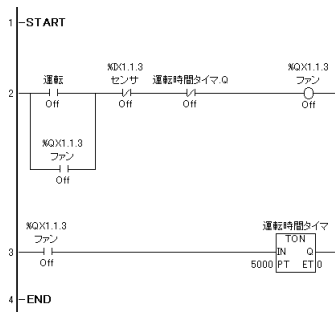 1 START
%IX1.1.3 %QX1.1.3
運転 センサ 運転時間タイマ.Q ファン
2
Off Off Off Off
%QX1.1.3
ファン
Off
%QX1.1.3
ファン 運転時間タイマ
TON
3 IN Q
Off 5000 PT ET 0
4 END